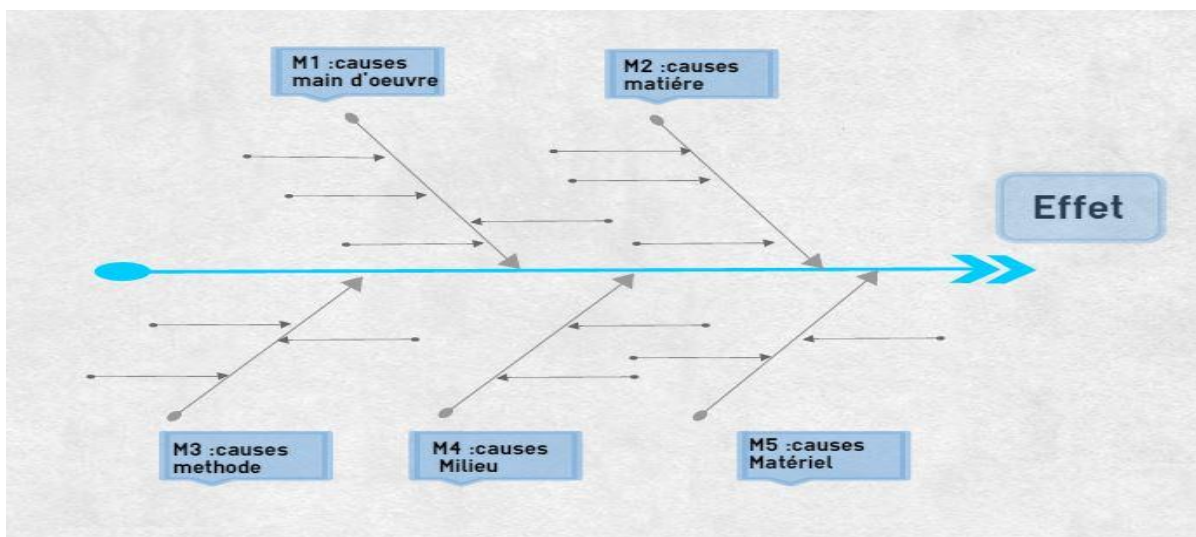 M1 :causes
main d'oeuvre
M2 :causes
matiére
Effet
M3 :causes
methode
M4 :causes
Milieu
M5 :causes
Matériel